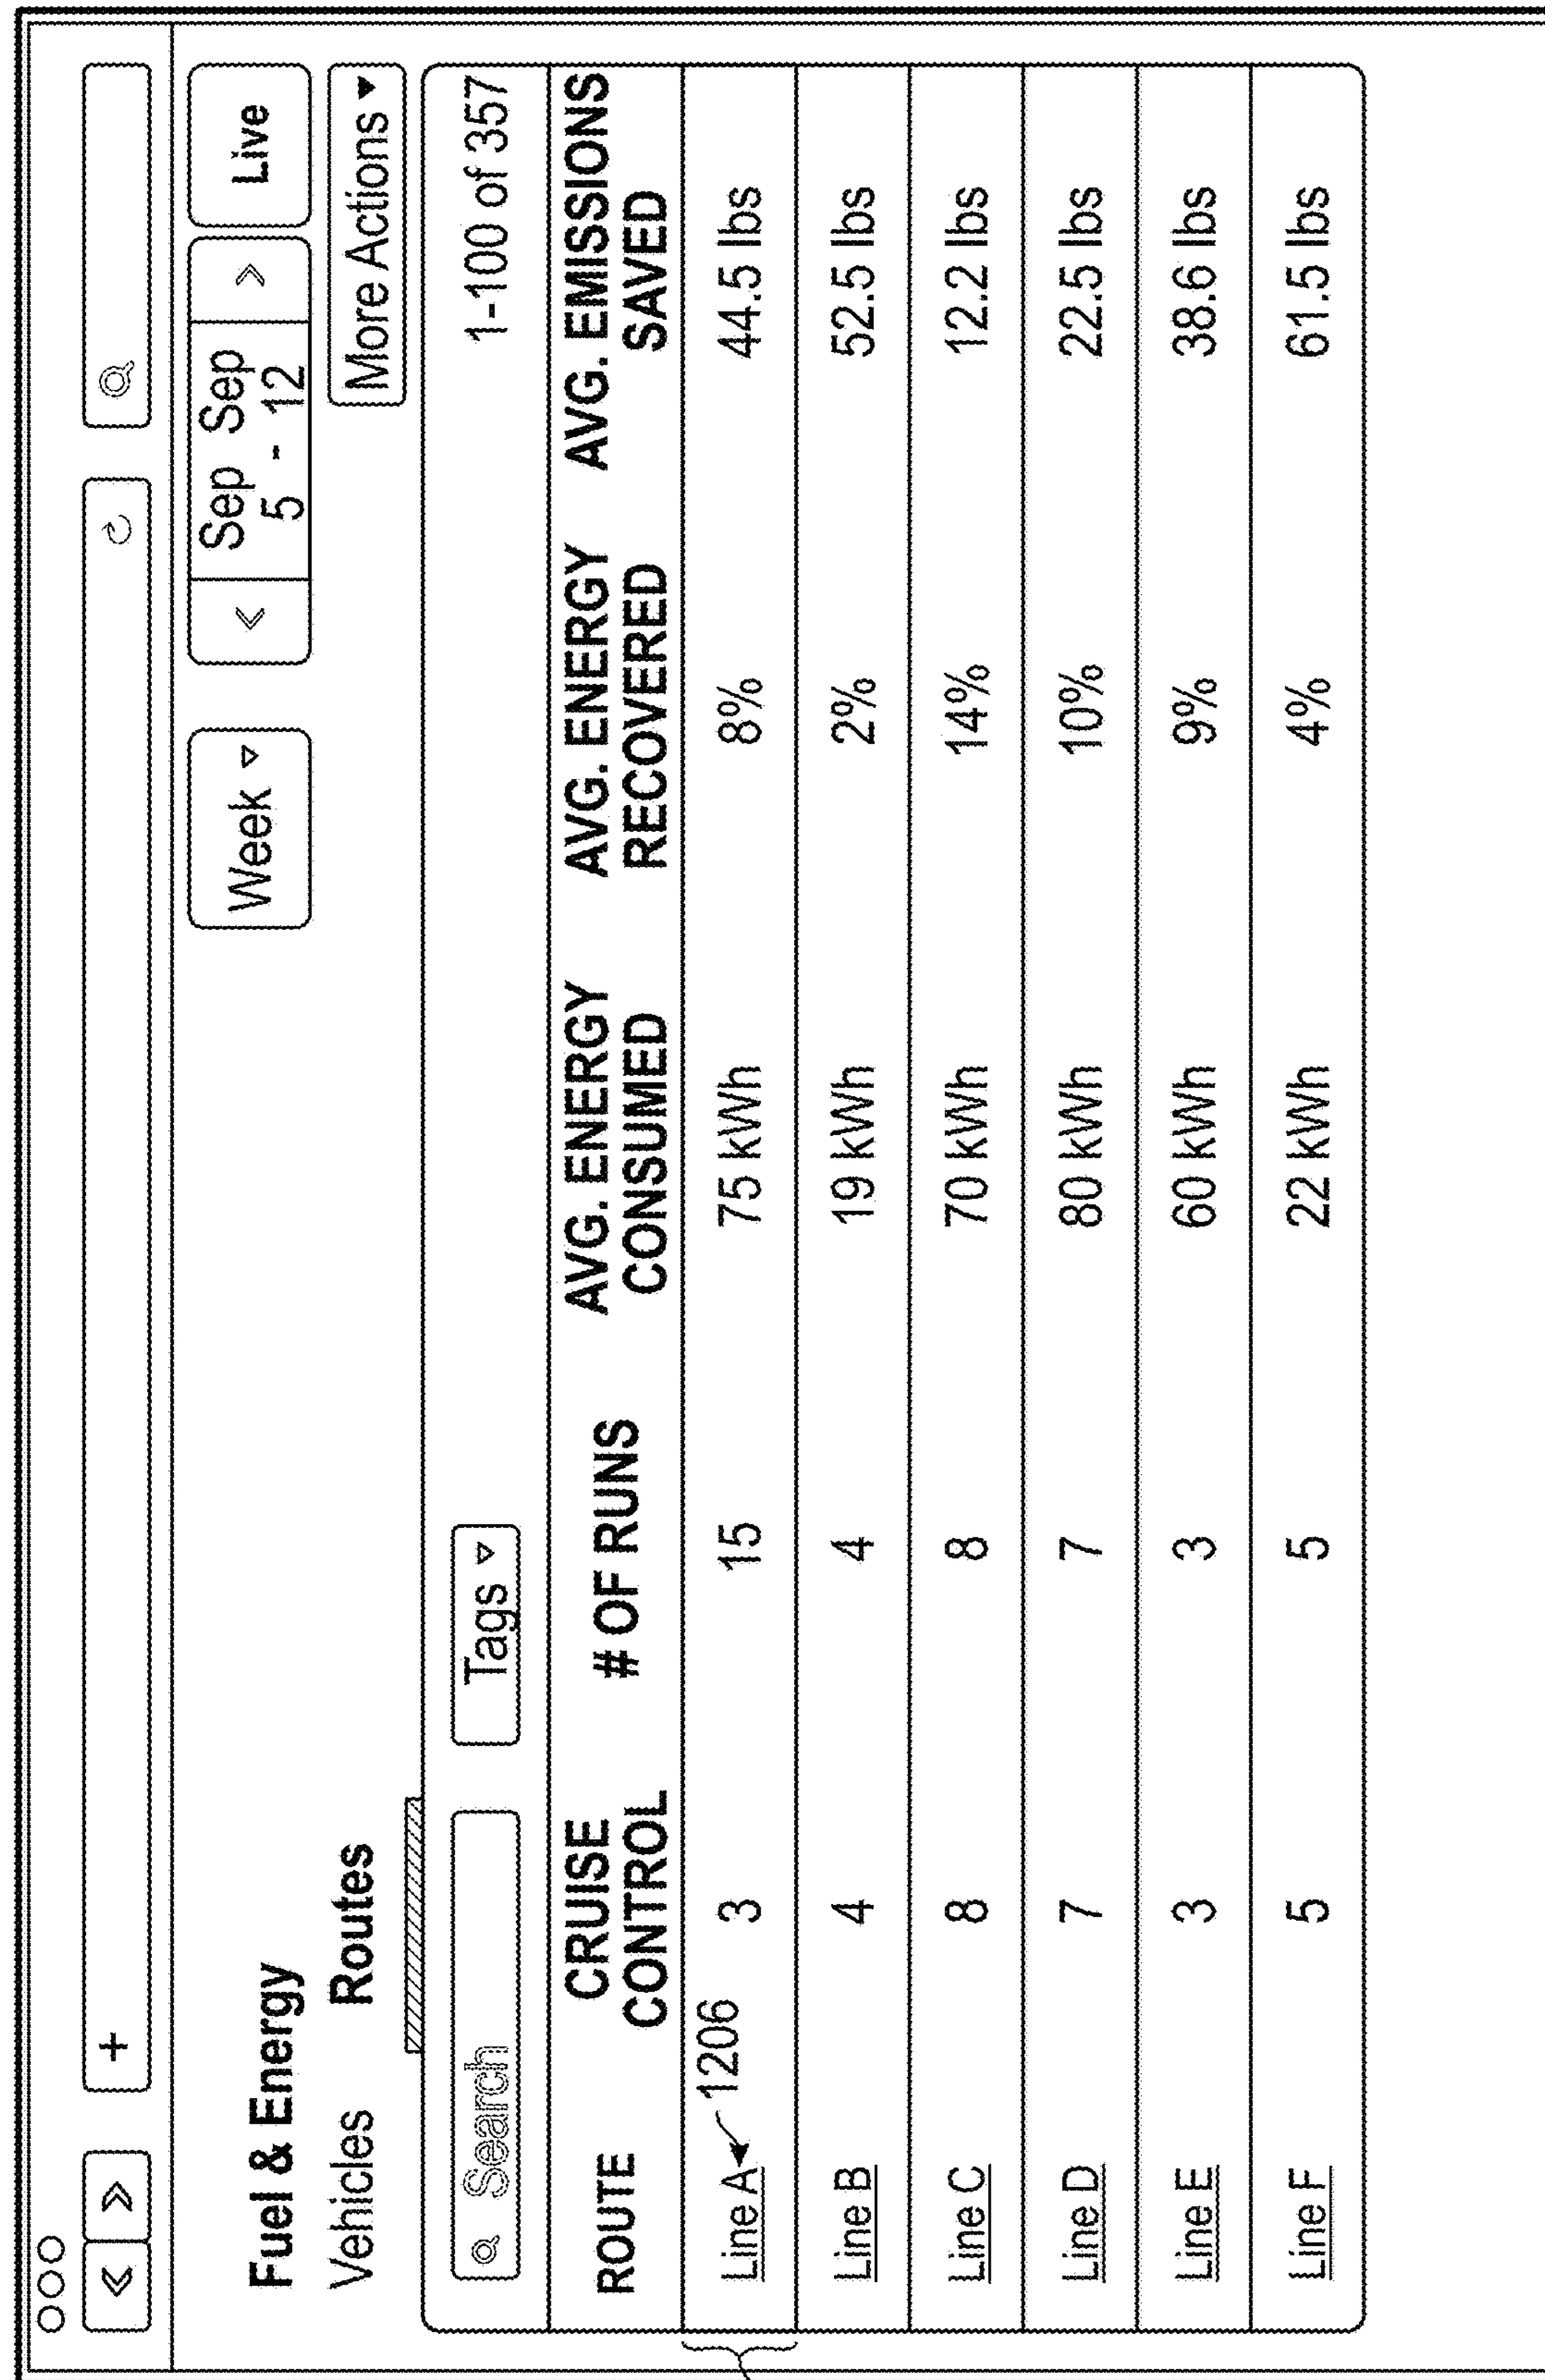 +
Fuel & Energy
Week
Sep 5 - Sep 12
Live
Vehicles Routes
More Actions
Search Tags 1-100 of 357
ROUTE CRUISE CONTROL # OF RUNS AVG. ENERGY CONSUMED AVG. ENERGY RECOVERED AVG. EMISSIONS SAVED
Line A 1206 3 15 75 kWh 8% 44.5 lbs
Line B 4 4 19 kWh 2% 52.5 lbs
Line C 8 8 70 kWh 14% 12.2 lbs
Line D 7 7 80 kWh 10% 22.5 lbs
Line E 3 3 60 kWh 9% 38.6 lbs
Line F 5 5 22 kWh 4% 61.5 lbs